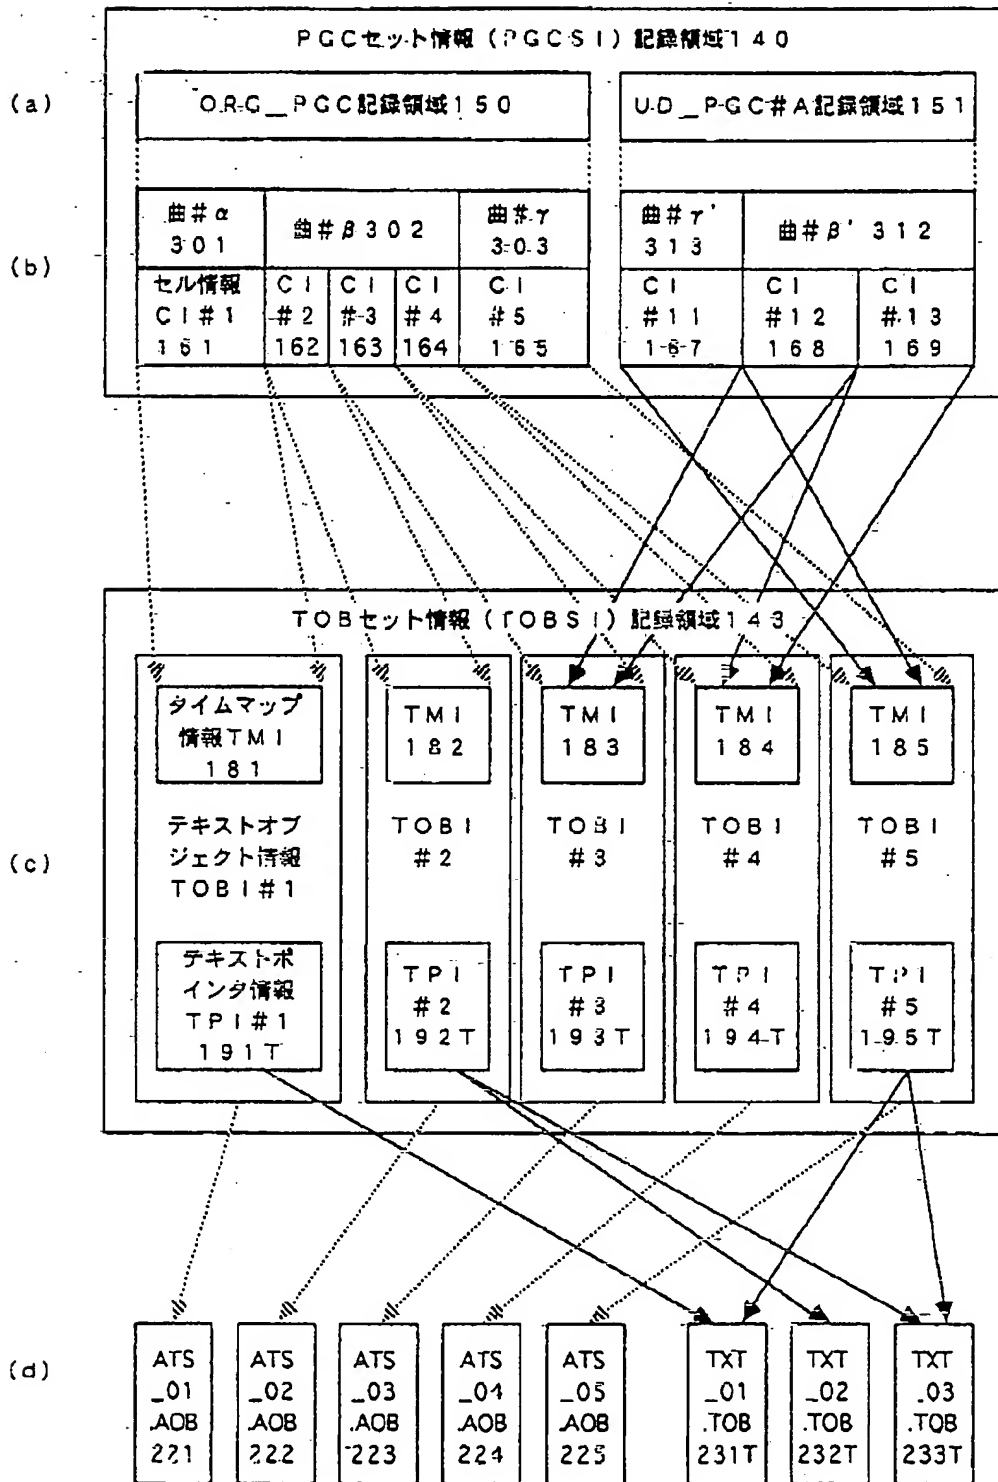 PGCセット情報(PGCSI)記録領域140
(a)
ORG_PGC記録領域150
UD_PGC#A記録領域151
(b)
曲#α
301
曲#β302
曲#γ
303
曲#γ'
313
曲#β'312
セル情報
CI#1
161
CI
#2
162
CI
#3
163
CI
#4
164
CI
#5
165
CI
#11
167
CI
#12
168
CI
#13
169
TOBセット情報(TOBSI)記録領域143
(c)
タイムマップ
情報TMI
181
TMI
182
TMI
183
TMI
184
TMI
185
テキストオブ
ジェクト情報
TOBI#1
TOBI
#2
TOBI
#3
TOBI
#4
TOBI
#5
テキストポ
インタ情報
TPI#1
191T
TPI
#2
192T
TPI
#3
193T
TPI
#4
194T
TPI
#5
195T
(d)
ATS
_01
.AOB
221
ATS
_02
.AOB
222
ATS
_03
.AOB
223
ATS
_04
.AOB
224
ATS
_05
.AOB
225
TXT
_01
.TOB
231T
TXT
_02
.TOB
232T
TXT
_03
.TOB
233T